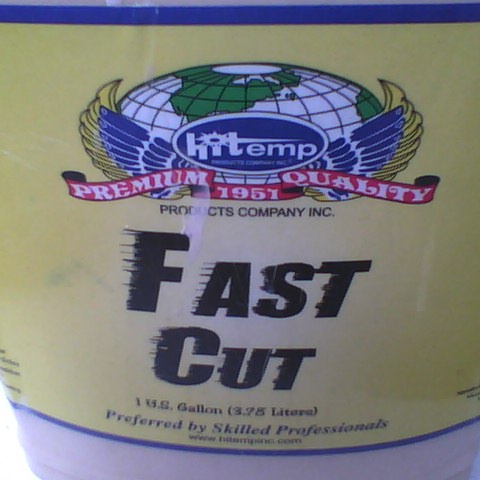 hitemp
PRODUCTS COMPANY INC.
PREMIUM 1951 QUALITY
PRODUCTS COMPANY INC.
FAST
CUT
1 U.S. Gallon (3.78 Liters)
Preferred by Skilled Professionals
www.hitempinc.com